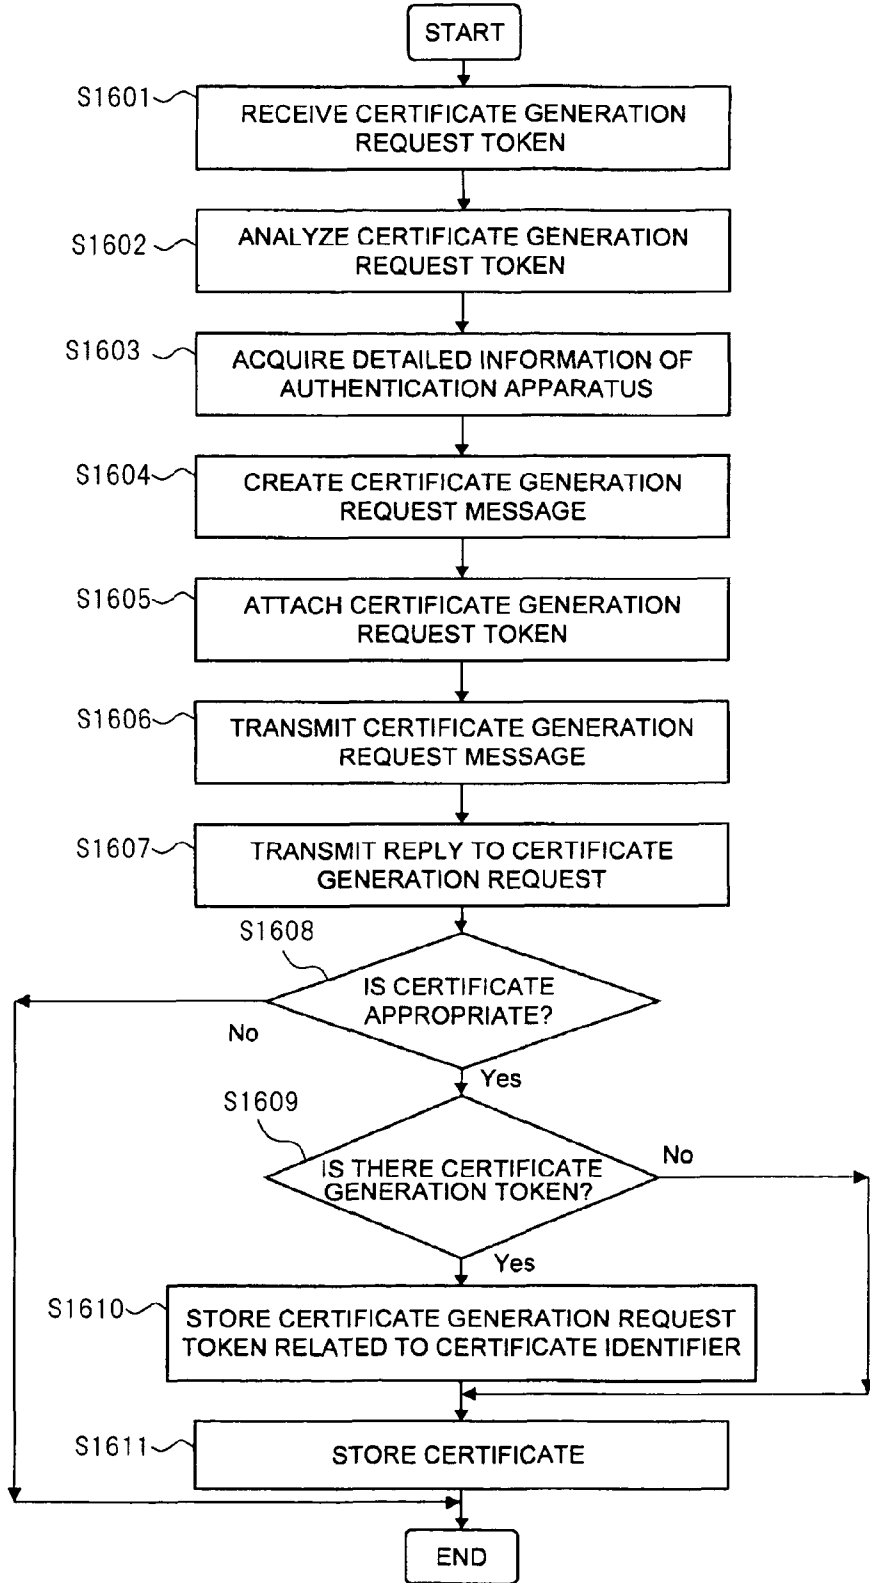 START
S1601
RECEIVE CERTIFICATE GENERATION
REQUEST TOKEN
S1602
ANALYZE CERTIFICATE GENERATION
REQUEST TOKEN
S1603
ACQUIRE DETAILED INFORMATION OF
AUTHENTICATION APPARATUS
S1604
CREATE CERTIFICATE GENERATION
REQUEST MESSAGE
S1605
ATTACH CERTIFICATE GENERATION
REQUEST TOKEN
S1606
TRANSMIT CERTIFICATE GENERATION
REQUEST MESSAGE
S1607
TRANSMIT REPLY TO CERTIFICATE
GENERATION REQUEST
S1608
IS CERTIFICATE
APPROPRIATE?
No
Yes
S1609
IS THERE CERTIFICATE
GENERATION TOKEN?
No
Yes
S1610
STORE CERTIFICATE GENERATION REQUEST
TOKEN RELATED TO CERTIFICATE IDENTIFIER
S1611
STORE CERTIFICATE
END